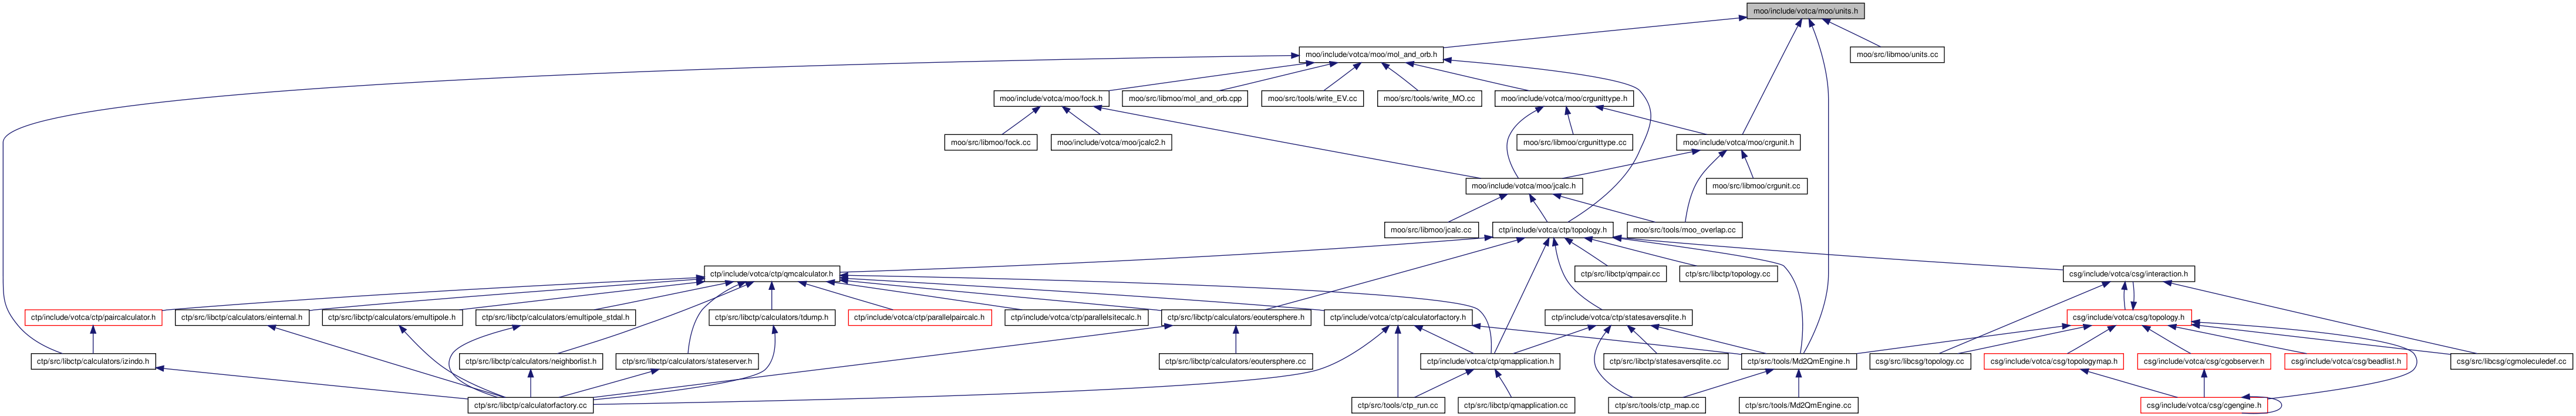 moo/include/votca/moo/units.h
moo/include/votca/moo/mol_and_orb.h
moo/src/libmoo/units.cc
moo/include/votca/moo/fock.h
moo/src/libmoo/mol_and_orb.cpp
moo/src/tools/write_EV.cc
moo/src/tools/write_MO.cc
moo/include/votca/moo/crgunittype.h
moo/src/libmoo/fock.cc
moo/include/votca/moo/jcalc2.h
moo/src/libmoo/crgunittype.cc
moo/include/votca/moo/crgunit.h
moo/include/votca/moo/jcalc.h
moo/src/libmoo/crgunit.cc
moo/src/libmoo/jcalc.cc
ctp/include/votca/ctp/topology.h
moo/src/tools/moo_overlap.cc
ctp/include/votca/ctp/qmcalculator.h
ctp/src/libctp/qmpair.cc
ctp/src/libctp/topology.cc
csg/include/votca/csg/interaction.h
ctp/include/votca/ctp/paircalculator.h
ctp/src/libctp/calculators/einternal.h
ctp/src/libctp/calculators/emultipole.h
ctp/src/libctp/calculators/emultipole_stdal.h
ctp/src/libctp/calculators/tdump.h
ctp/include/votca/ctp/parallelpaircalc.h
ctp/include/votca/ctp/parallelsitecalc.h
ctp/src/libctp/calculators/eoutersphere.h
ctp/include/votca/ctp/calculatorfactory.h
ctp/include/votca/ctp/statesaversqlite.h
csg/include/votca/csg/topology.h
ctp/src/libctp/calculators/izindo.h
ctp/src/libctp/calculators/neighborlist.h
ctp/src/libctp/calculators/stateserver.h
ctp/src/libctp/calculators/eoutersphere.cc
ctp/include/votca/ctp/qmapplication.h
ctp/src/libctp/statesaversqlite.cc
ctp/src/tools/Md2QmEngine.h
csg/src/libcsg/topology.cc
csg/include/votca/csg/topologymap.h
csg/include/votca/csg/cgobserver.h
csg/include/votca/csg/beadlist.h
csg/src/libcsg/cgmoleculedef.cc
ctp/src/libctp/calculatorfactory.cc
ctp/src/tools/ctp_run.cc
ctp/src/libctp/qmapplication.cc
ctp/src/tools/ctp_map.cc
ctp/src/tools/Md2QmEngine.cc
csg/include/votca/csg/cgengine.h